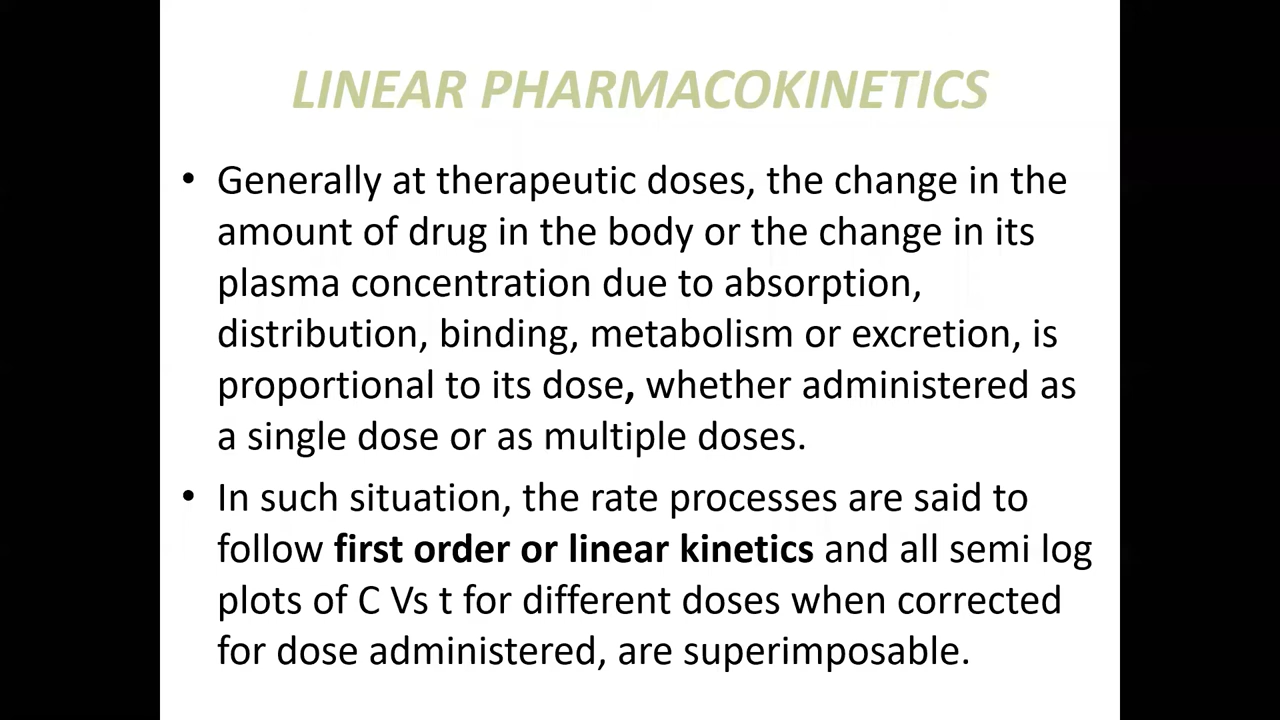 LINEAR PHARMACOKINETICS
• Generally at therapeutic doses, the change in the
amount of drug in the body or the change in its
plasma concentration due to absorption,
distribution, binding, metabolism or excretion, is
proportional to its dose, whether administered as
a single dose or as multiple doses.
• In such situation, the rate processes are said to
follow first order or linear kinetics and all semi log
plots of C Vs t for different doses when corrected
for dose administered, are superimposable.